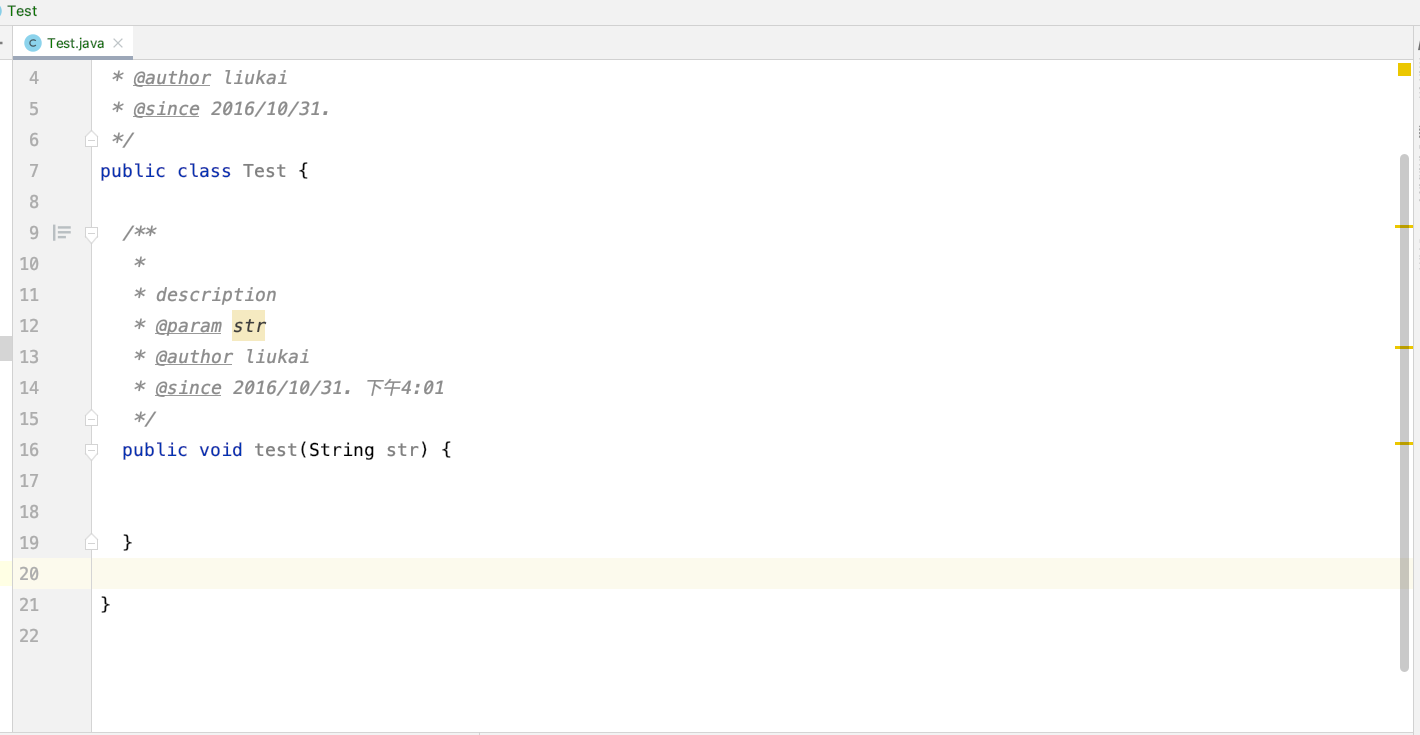 Test
Test.java
4 * @author liukai
5 * @since 2016/10/31.
6 */
7 public class Test {
8
9 /**
10 *
11 * description
12 * @param str
13 * @author liukai
14 * @since 2016/10/31. 下午4:01
15 */
16 public void test(String str) {
17
18
19 }
20
21 }
22